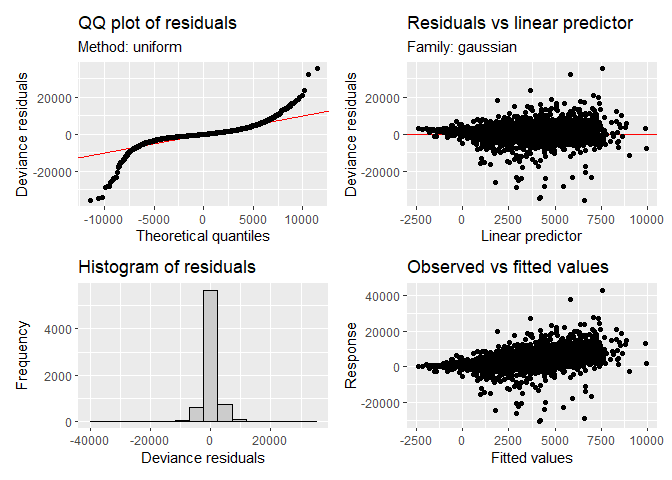 QQ plot of residuals
Method: uniform
Deviance residuals
20000
0
-20000
-10000 -5000 0 5000 10000
Theoretical quantiles
Residuals vs linear predictor
Family: gaussian
Deviance residuals
20000
0
-20000
-2500 0 2500 5000 7500 10000
Linear predictor
Histogram of residuals
Frequency
4000
2000
0
-40000 -20000 0 20000
Deviance residuals
Observed vs fitted values
Response
40000
20000
0
-20000
-2500 0 2500 5000 7500 10000
Fitted values